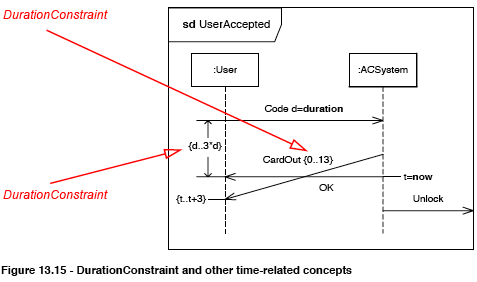 DurationConstraint
sd UserAccepted
:User
:ACSystem
Code d=duration
{d..3*d}
CardOut {0..13}
t=now
OK
DurationConstraint
{t..t+3}
Unlock
Figure 13.15 - DurationConstraint and other time-related concepts